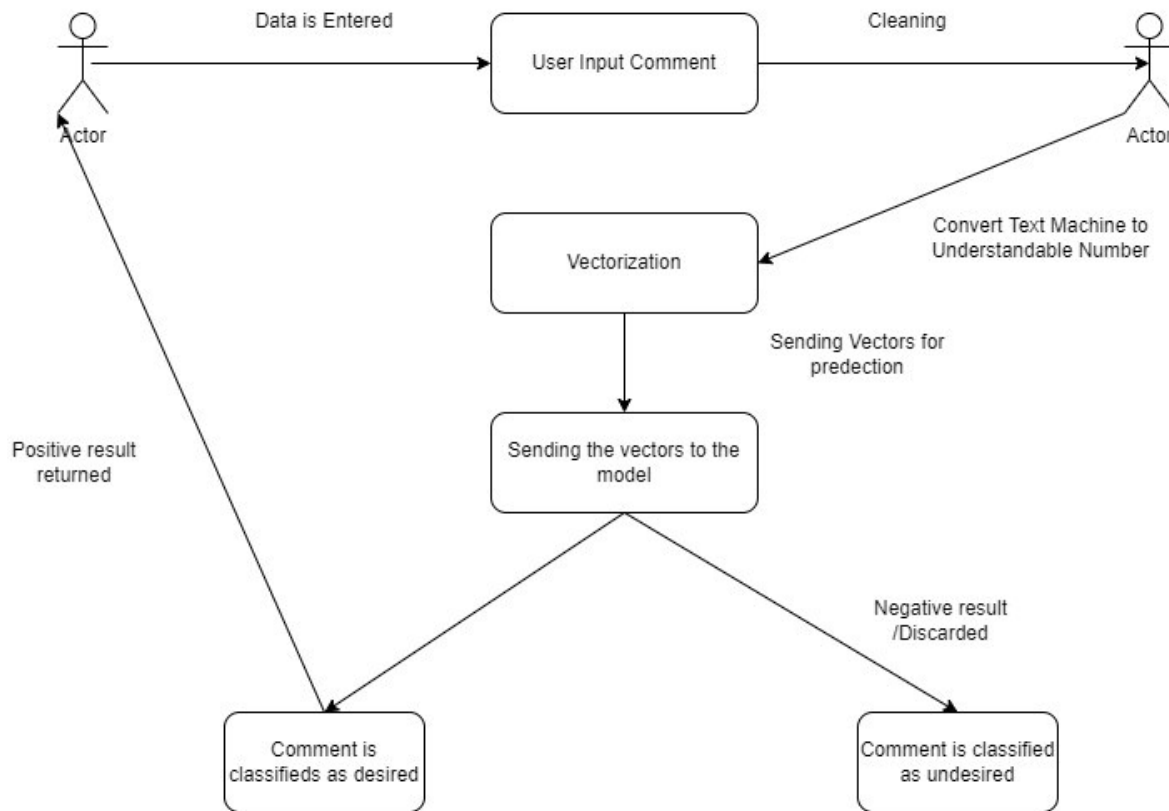 Data is Entered
Cleaning
User Input Comment
Actor
Actor
Convert Text Machine to
Understandable Number
Vectorization
Sending Vectors for
predection
Sending the vectors to the
model
Positive result
returned
Negative result
/Discarded
Comment is
classifieds as desired
Comment is classified
as undesired